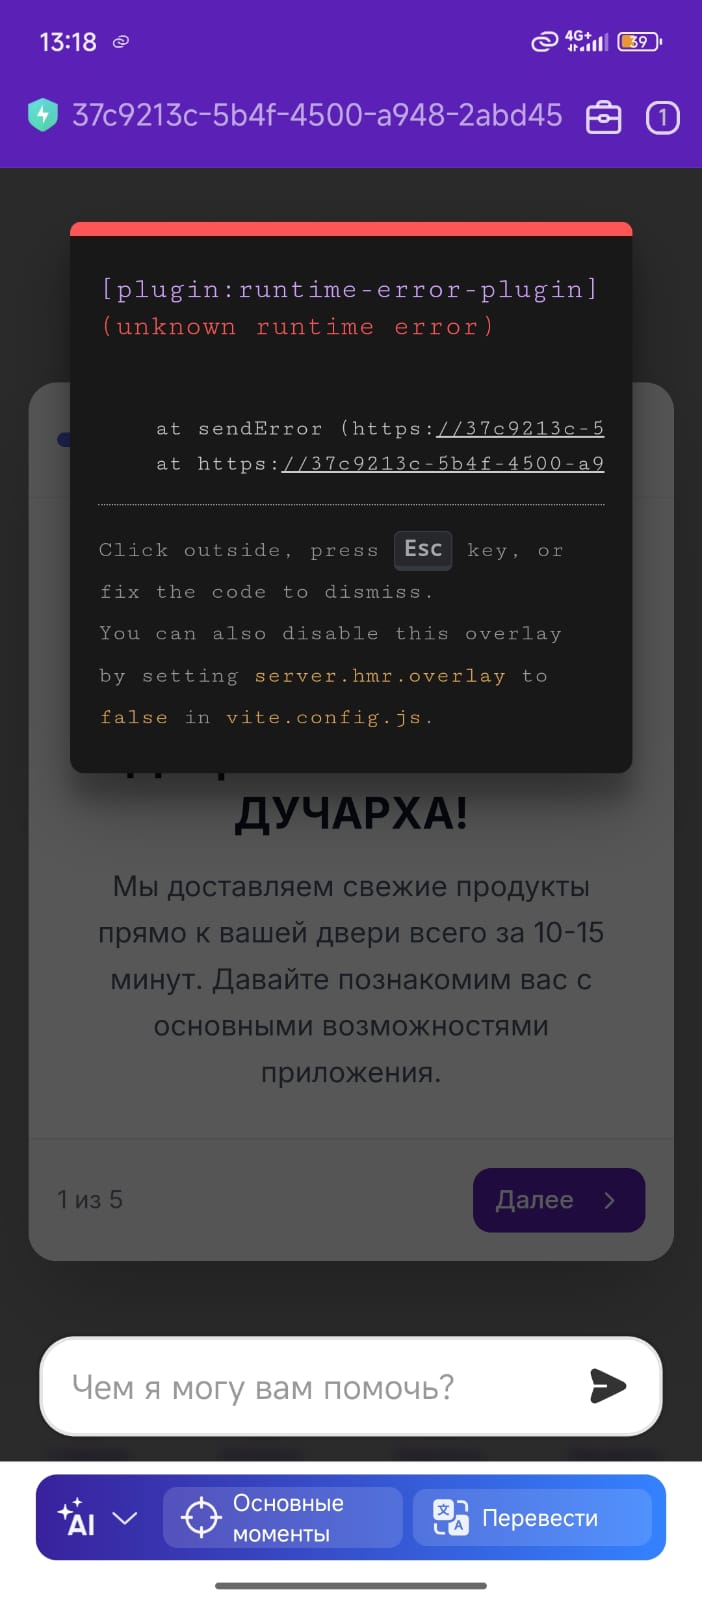 13:18
4G+
39
37c9213c-5b4f-4500-a948-2abd45
1
[plugin:runtime-error-plugin]
(unknown runtime error)
at sendError (https://37c9213c-5
at https://37c9213c-5b4f-4500-a9
Click outside, press Esc key, or
fix the code to dismiss.
You can also disable this overlay
by setting server.hmr.overlay to
false in vite.config.js.
ДУЧАРХА!
Мы доставляем свежие продукты
прямо к вашей двери всего за 10-15
минут. Давайте познакомим вас с
основными возможностями
приложения.
1 из 5
Далее
Чем я могу вам помочь?
AI
Основные
моменты
文
A
Перевести